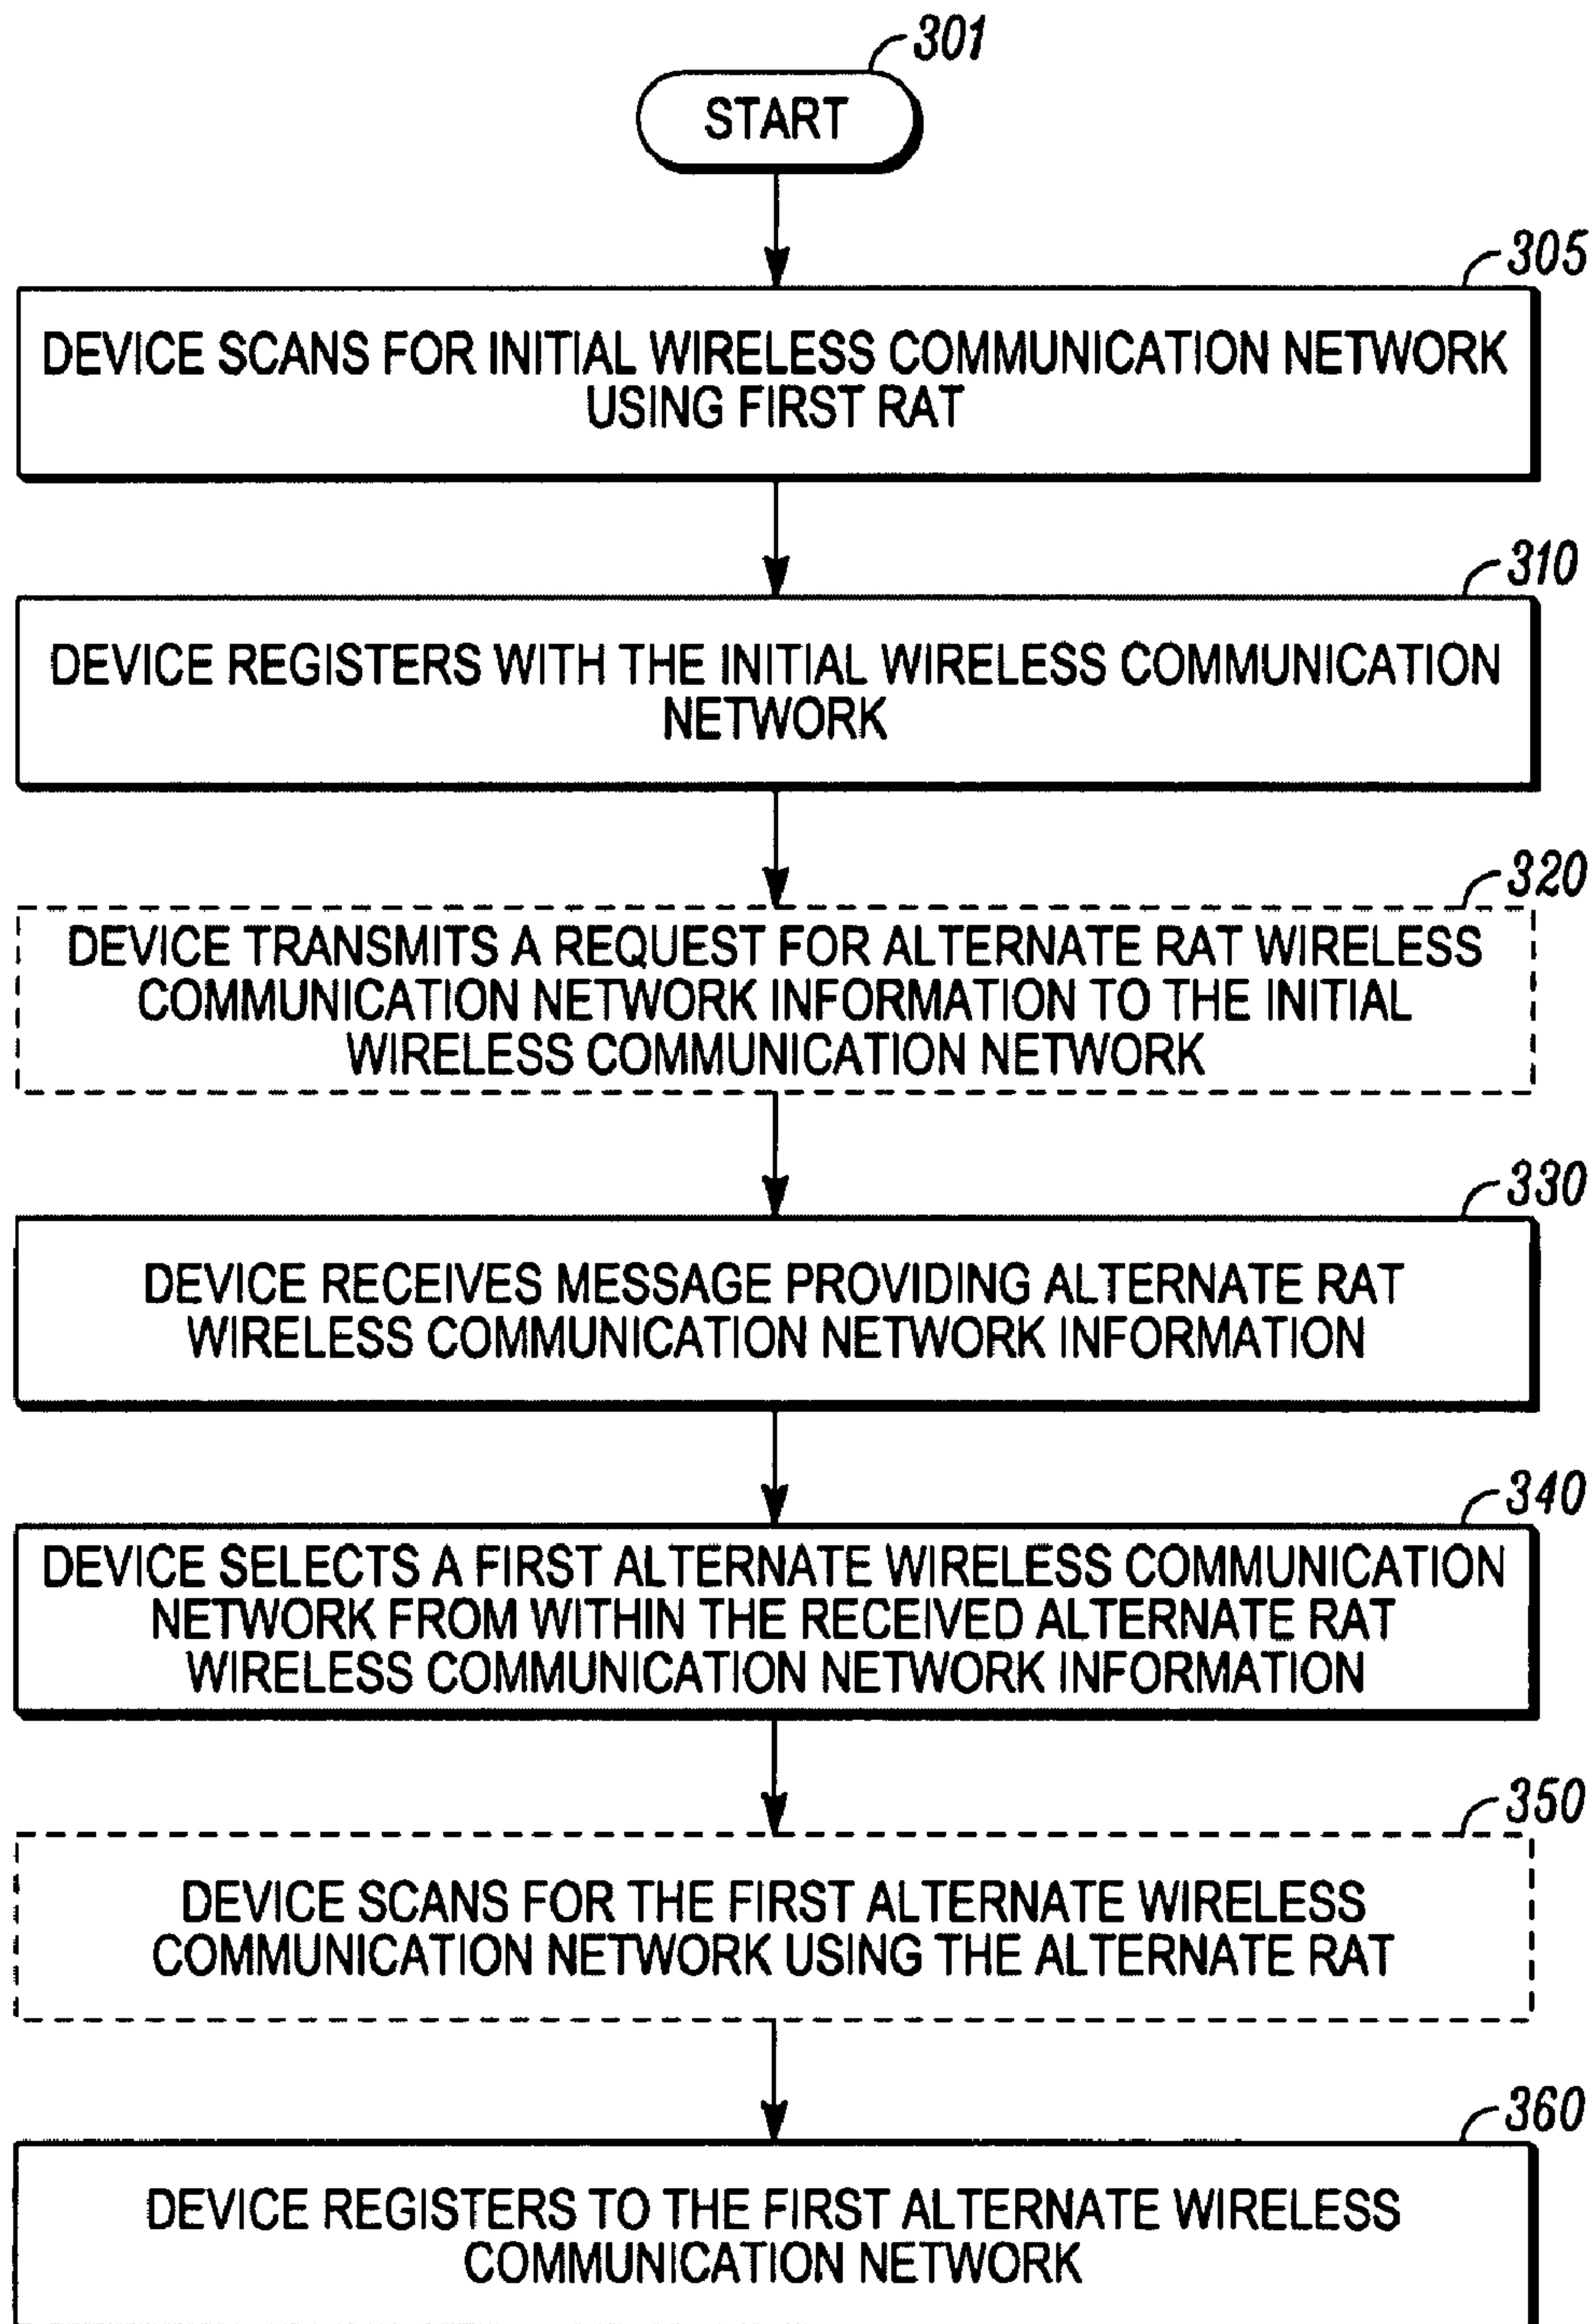 301
START
305
DEVICE SCANS FOR INITIAL WIRELESS COMMUNICATION NETWORK
USING FIRST RAT
310
DEVICE REGISTERS WITH THE INITIAL WIRELESS COMMUNICATION
NETWORK
320
DEVICE TRANSMITS A REQUEST FOR ALTERNATE RAT WIRELESS
COMMUNICATION NETWORK INFORMATION TO THE INITIAL
WIRELESS COMMUNICATION NETWORK
330
DEVICE RECEIVES MESSAGE PROVIDING ALTERNATE RAT
WIRELESS COMMUNICATION NETWORK INFORMATION
340
DEVICE SELECTS A FIRST ALTERNATE WIRELESS COMMUNICATION
NETWORK FROM WITHIN THE RECEIVED ALTERNATE RAT
WIRELESS COMMUNICATION NETWORK INFORMATION
350
DEVICE SCANS FOR THE FIRST ALTERNATE WIRELESS
COMMUNICATION NETWORK USING THE ALTERNATE RAT
360
DEVICE REGISTERS TO THE FIRST ALTERNATE WIRELESS
COMMUNICATION NETWORK